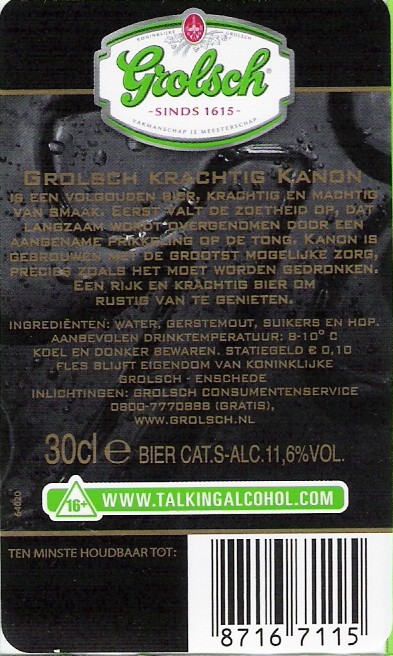 KONINKLIJKE GROLSCH
Grolsch®
-SINDS 1615-
VAKMANSCHAP IS MEESTERSCHAP
GROLSCH KRACHTIG KANON
IS EEN VOLGOUDEN BIER, KRACHTIG EN MACHTIG
VAN SMAAK. EERST VALT DE ZOETHEID OP, DAT
LANGZAAM WORDT OVERGENOMEN DOOR EEN
AANGENAME PRIKKELING OP DE TONG. KANON IS
GEBROUWEN MET DE GROOTST MOGELIJKE ZORG,
PRECIES ZOALS HET MOET WORDEN GEDRONKEN.
EEN RIJK EN KRACHTIG BIER OM
RUSTIG VAN TE GENIETEN.
INGREDIËNTEN: WATER, GERSTEMOUT, SUIKERS EN HOP.
AANBEVOLEN DRINKTEMPERATUUR: 8-10° C
KOEL EN DONKER BEWAREN. STATIEGELD € 0,10
FLES BLIJFT EIGENDOM VAN KONINKLIJKE
GROLSCH - ENSCHEDE
INLICHTINGEN: GROLSCH CONSUMENTENSERVICE
0800-7770888 (GRATIS),
WWW.GROLSCH.NL
30cl e BIER CAT.S-ALC.11,6%VOL.
16+ WWW.TALKINGALCOHOL.COM
64020
TEN MINSTE HOUDBAAR TOT:
8716 7115